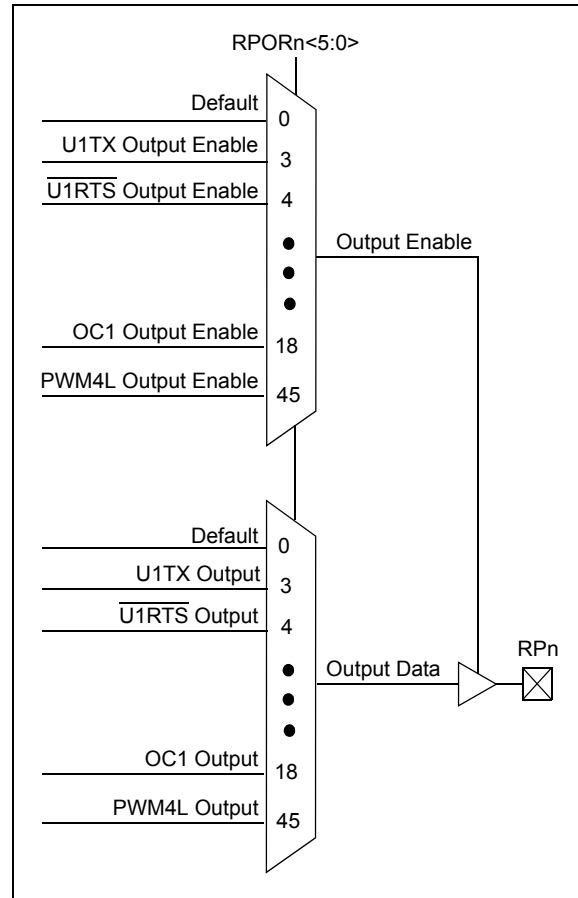 RPORn<5:0>
Default
0
U1TX Output Enable
3
U1RTS Output Enable
4
Output Enable
OC1 Output Enable
18
PWM4L Output Enable
45
Default
0
U1TX Output
3
U1RTS Output
4
RPn
Output Data
OC1 Output
18
PWM4L Output
45